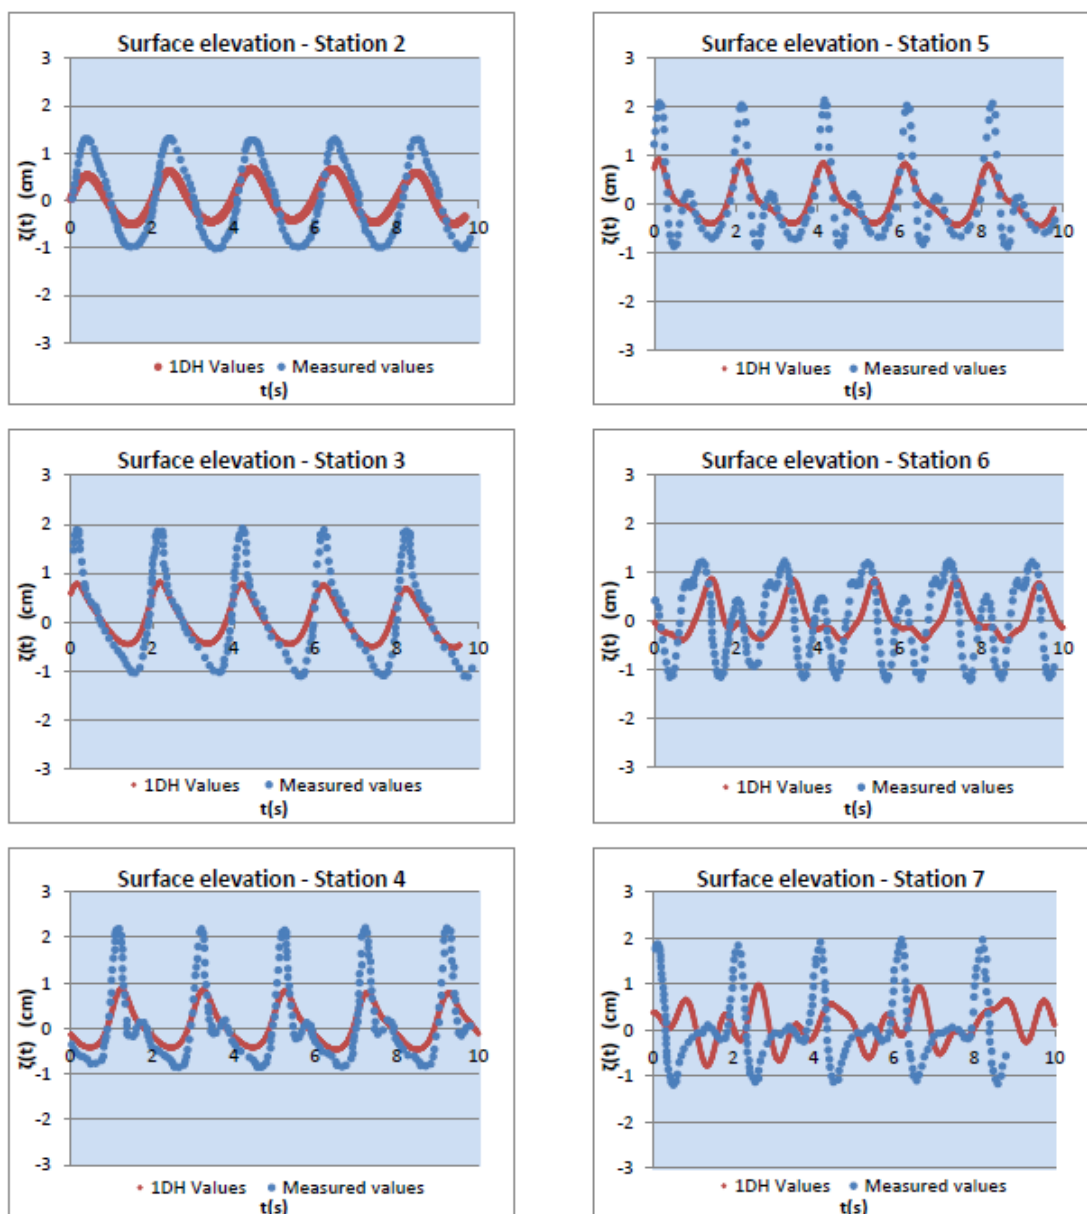 Surface elevation - Station 2
3
2
1
0
-1
-2
-3
ζ(t) (cm)
0 2 4 6 8 10
1DH Values Measured values
t(s)
Surface elevation - Station 5
3
2
1
0
-1
-2
-3
ζ(t) (cm)
0 2 4 6 8 10
1DH Values Measured values
t(s)
Surface elevation - Station 3
3
2
1
0
-1
-2
-3
ζ(t) (cm)
0 2 4 6 8 10
1DH Values Measured values
t(s)
Surface elevation - Station 6
3
2
1
0
-1
-2
-3
ζ(t) (cm)
0 2 4 6 8 10
1DH Values Measured values
t(s)
Surface elevation - Station 4
3
2
1
0
-1
-2
-3
ζ(t) (cm)
0 2 4 6 8 10
1DH Values Measured values
t(s)
Surface elevation - Station 7
3
2
1
0
-1
-2
-3
ζ(t) (cm)
0 2 4 6 8 10
1DH Values Measured values
t(s)